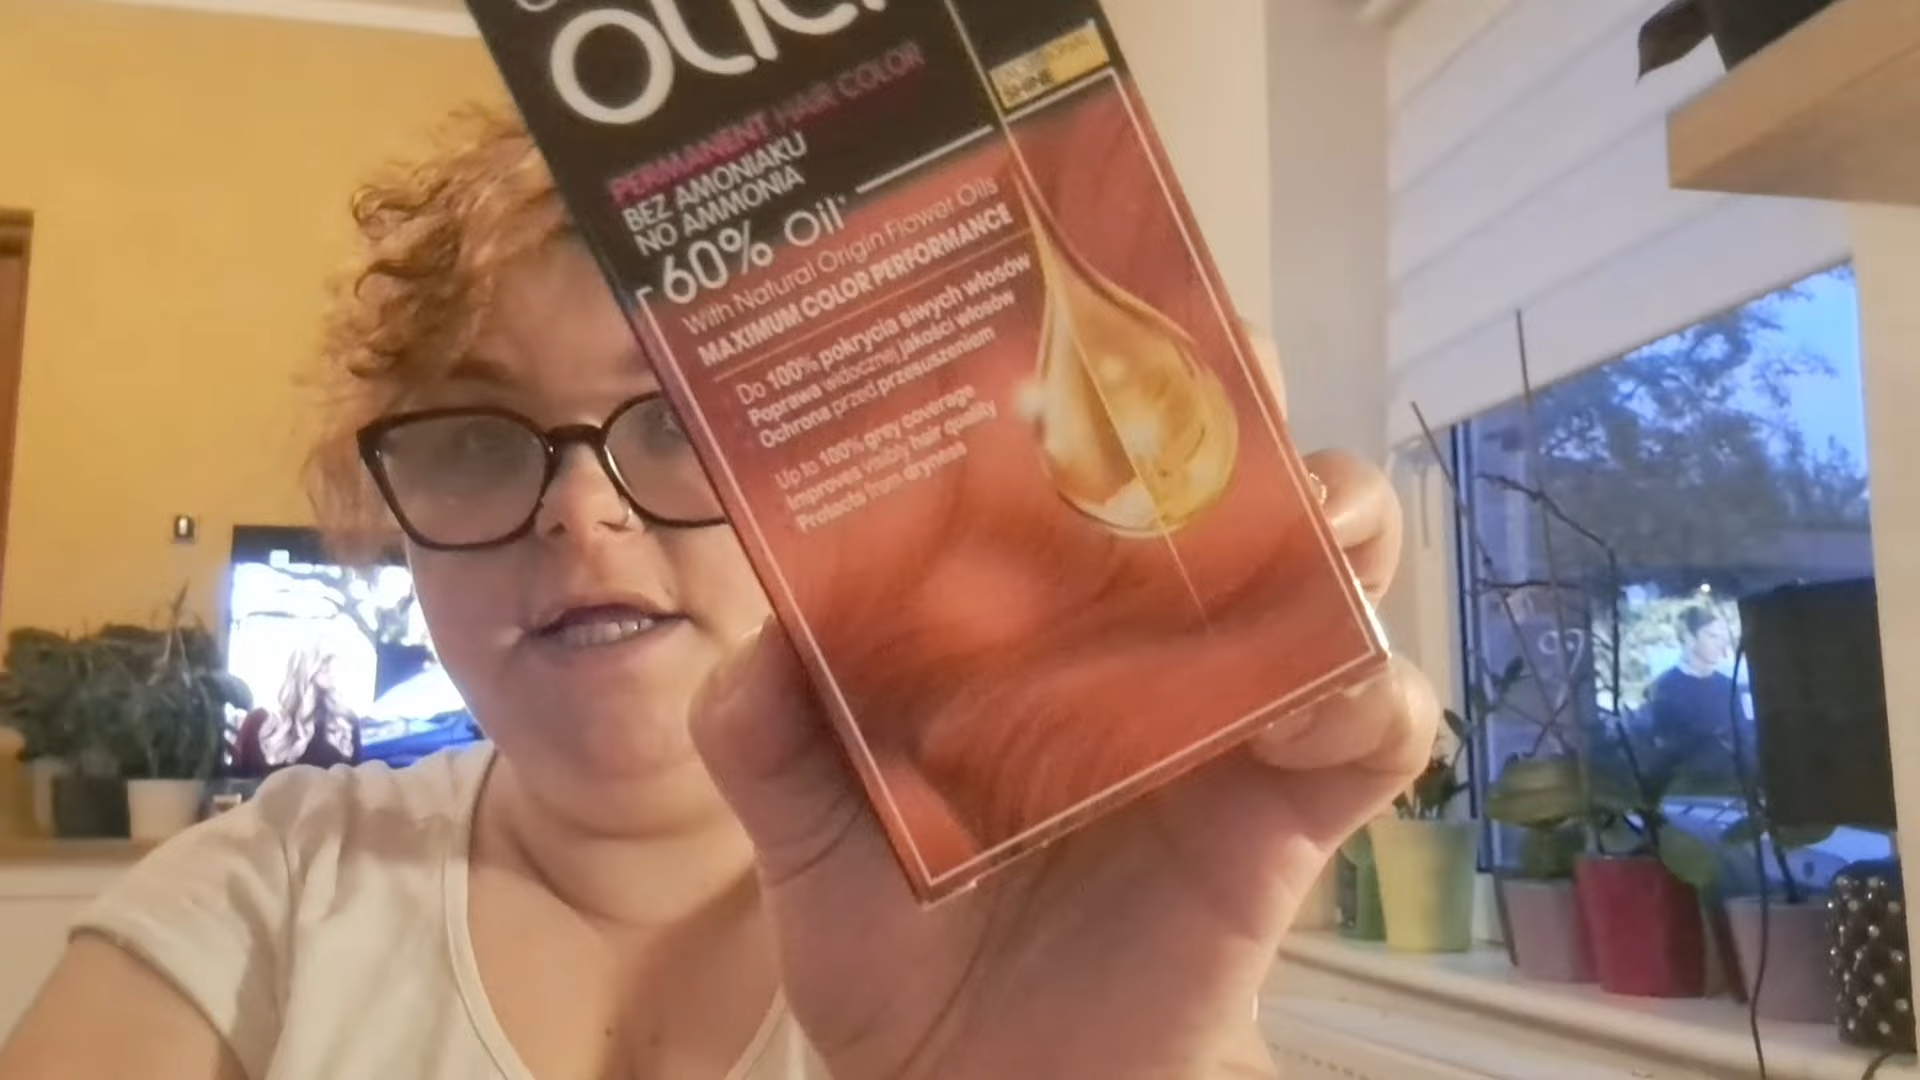 PERMANENT HAIR COLOR
BEZ AMONIAKU
NO AMMONIA
60% Oil*
With Natural Origin Flower Oils
MAXIMUM COLOR PERFORMANCE
Do 100% pokrycia siwych włosów
Poprawa widocznej jakości włosów
Ochrona przed przesuszeniem
Up to 100% grey coverage
Improves visibly hair quality
Protects from dryness
SHINE